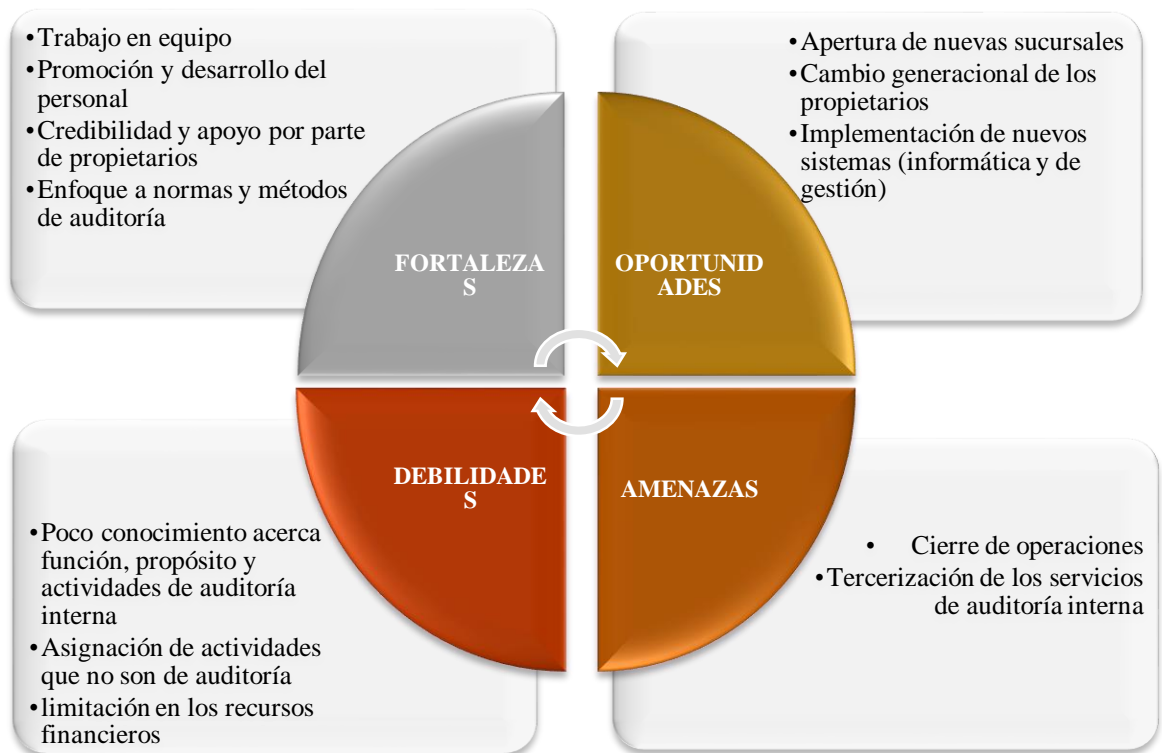 •Trabajo en equipo
•Promoción y desarrollo del
personal
•Credibilidad y apoyo por parte
de propietarios
•Enfoque a normas y métodos
de auditoría
•Apertura de nuevas sucursales
•Cambio generacional de los
propietarios
•Implementación de nuevos
sistemas (informática y de
gestión)
FORTALEZA
S
OPORTUNID
ADES
DEBILIDADE
S
AMENAZAS
•Poco conocimiento acerca
función, propósito y
actividades de auditoría
interna
•Asignación de actividades
que no son de auditoría
•limitación en los recursos
financieros
• Cierre de operaciones
•Tercerización de los servicios
de auditoría interna